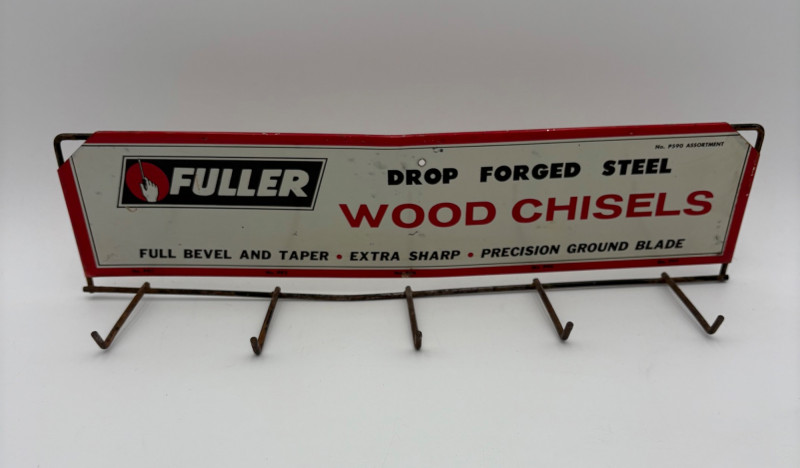 No. P590 ASSORTMENT
FULLER
DROP FORGED STEEL
WOOD CHISELS
FULL BEVEL AND TAPER • EXTRA SHARP • PRECISION GROUND BLADE